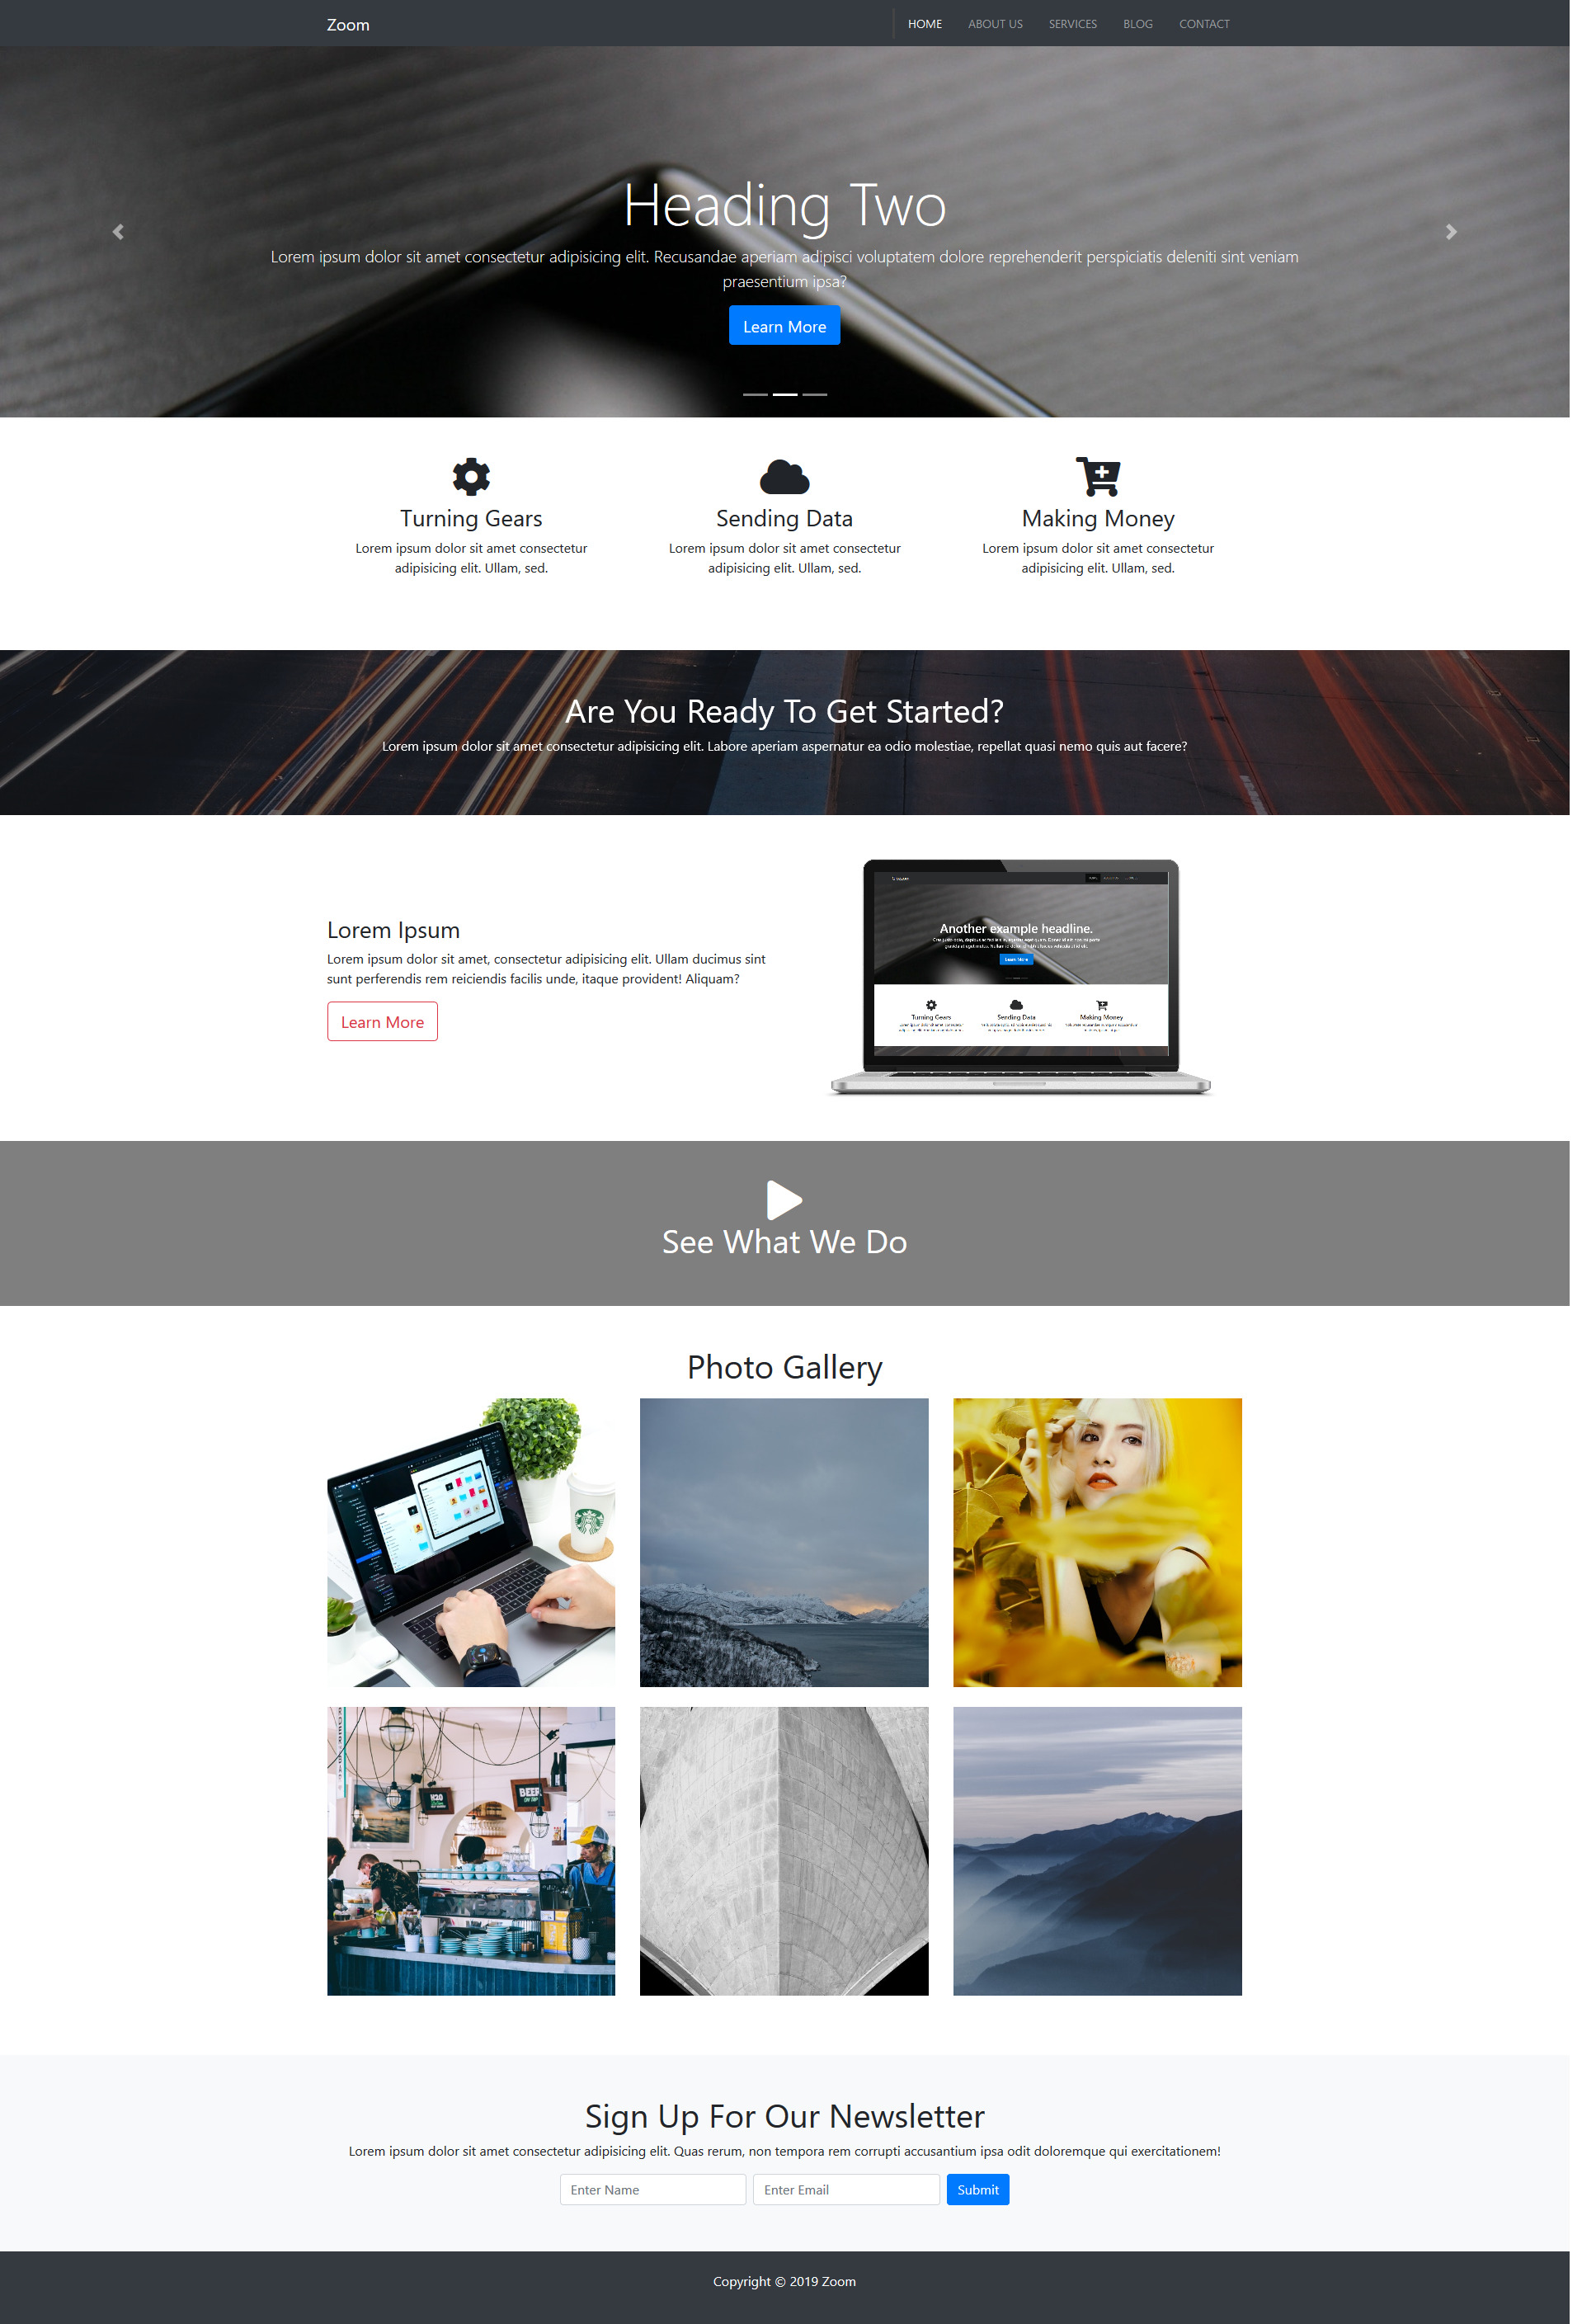 Zoom
HOME ABOUT US SERVICES BLOG CONTACT
Heading Two
Lorem ipsum dolor sit amet consectetur adipisicing elit. Recusandae aperiam adipisci voluptatem dolore reprehenderit perspiciatis deleniti sint veniam
praesentium ipsa?
Learn More
Turning Gears
Lorem ipsum dolor sit amet consectetur
adipisicing elit. Ullam, sed.
Sending Data
Lorem ipsum dolor sit amet consectetur
adipisicing elit. Ullam, sed.
Making Money
Lorem ipsum dolor sit amet consectetur
adipisicing elit. Ullam, sed.
Are You Ready To Get Started?
Lorem ipsum dolor sit amet consectetur adipisicing elit. Labore aperiam aspernatur ea odio molestiae, repellat quasi nemo quis aut facere?
Lorem Ipsum
Lorem ipsum dolor sit amet, consectetur adipisicing elit. Ullam ducimus sint
sunt perferendis rem reiciendis facilis unde, itaque provident! Aliquam?
Learn More
Another example headline.
Learn More
Turning Gears
Sending Data
Making Money
See What We Do
Photo Gallery
H2O
BEER
Sign Up For Our Newsletter
Lorem ipsum dolor sit amet consectetur adipisicing elit. Quas rerum, non tempora rem corrupti accusantium ipsa odit doloremque qui exercitationem!
Enter Name
Enter Email
Submit
Copyright © 2019 Zoom